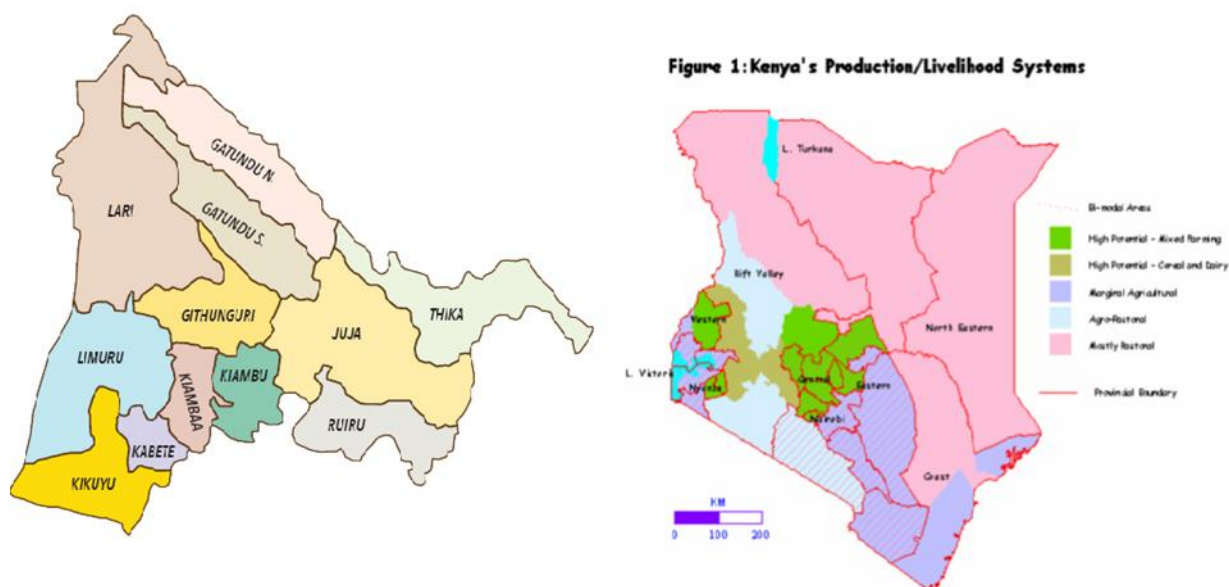 LARI
GATUNDU N.
GATUNDU S.
GITHUNGURI
JUJA
THIKA
LIMURU
KIAMBAA
KIAMBU
RUIRU
KABETE
KIKUYU
Figure 1:Kenya's Production/Livelihood Systems
L. Turkana
Bi-modal Areas
High Potential - Mixed Farming
High Potential - Cereal and Dairy
Marginal Agricultural
Agro-Pastoral
Mostly Pastoral
Provincial Boundary
Rift Valley
North Eastern
Western
L. Viktoria
Nyanza
Central
Eastern
Nairobi
Coast
KM
0 100 200